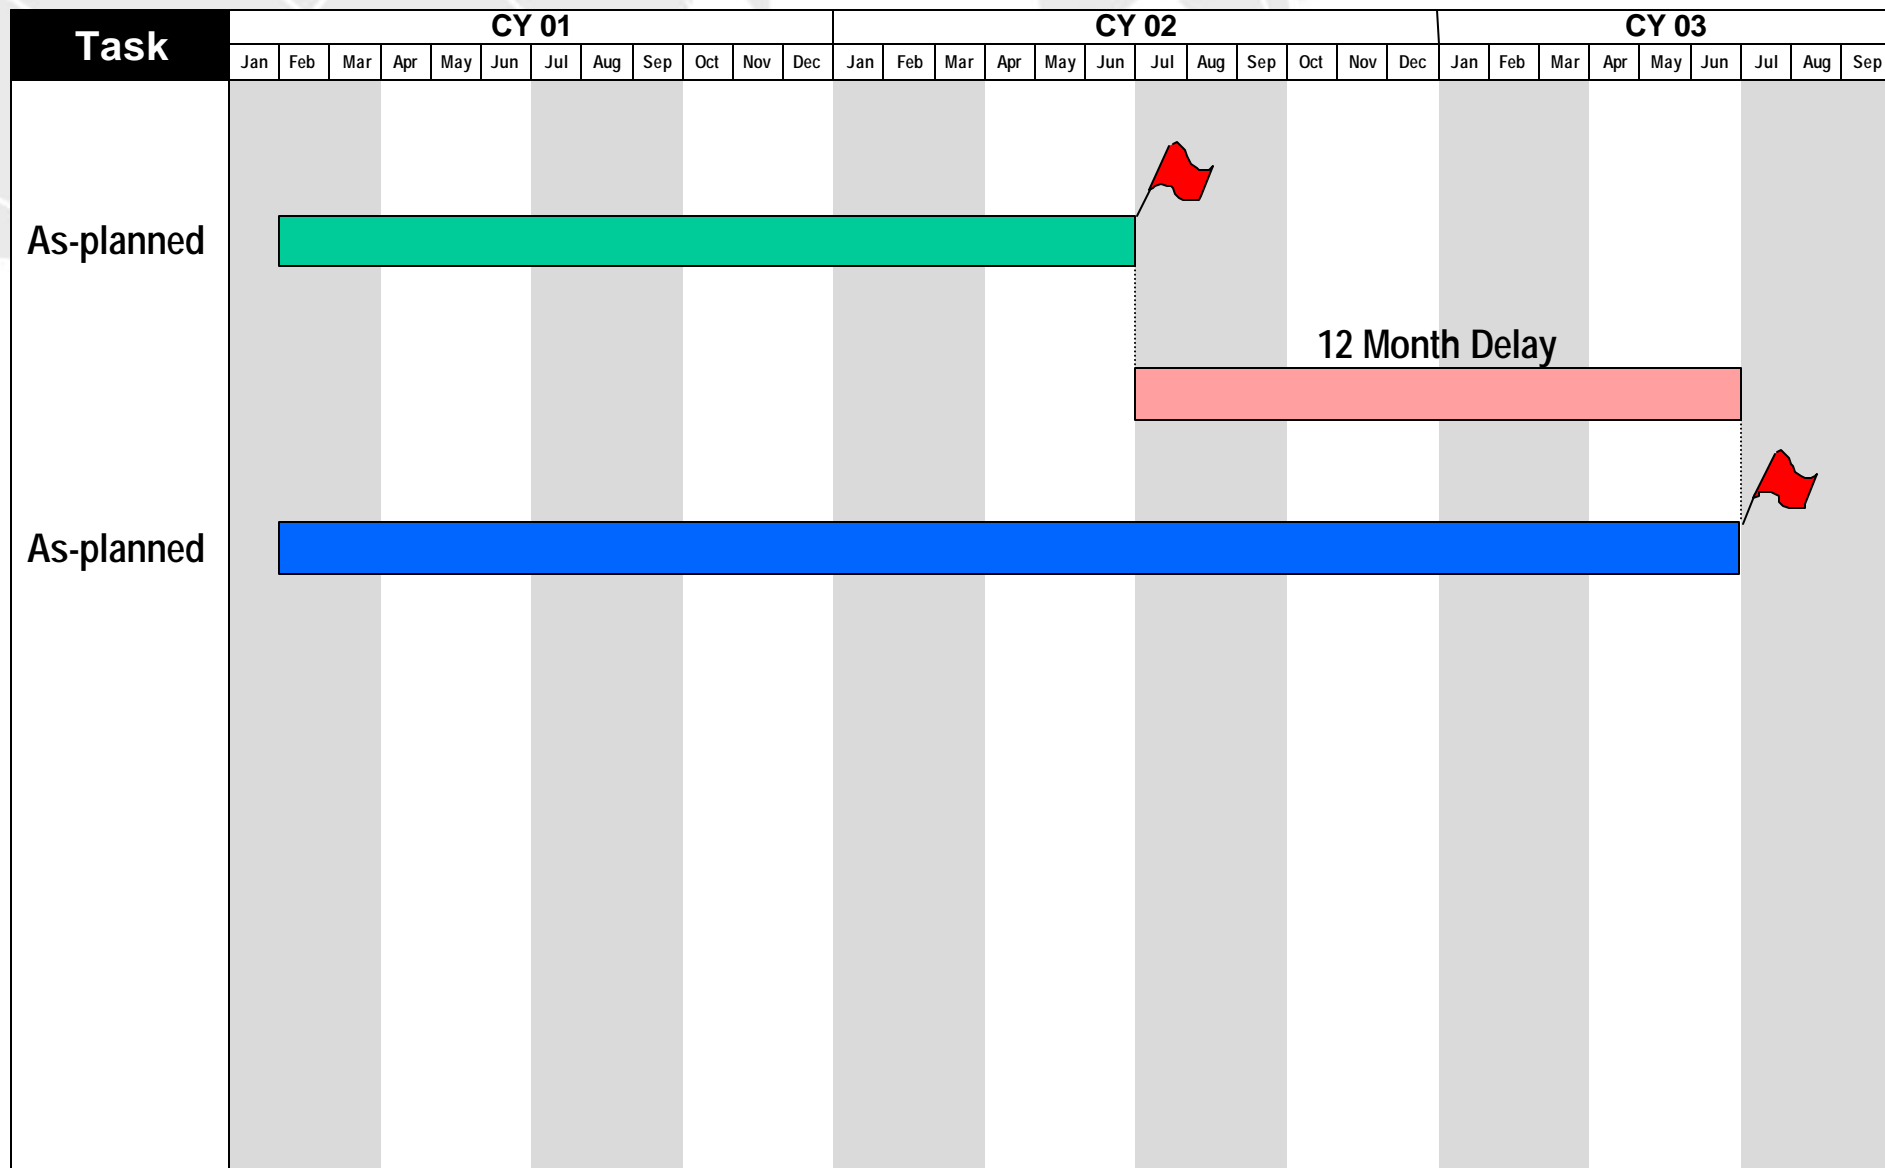 Task
CY 01 CY 02 CY 03
Jan Feb Mar Apr May Jun Jul Aug Sep Oct Nov Dec Jan Feb Mar Apr May Jun Jul Aug Sep Oct Nov Dec Jan Feb Mar Apr May Jun Jul Aug Sep
As-planned
12 Month Delay
As-planned